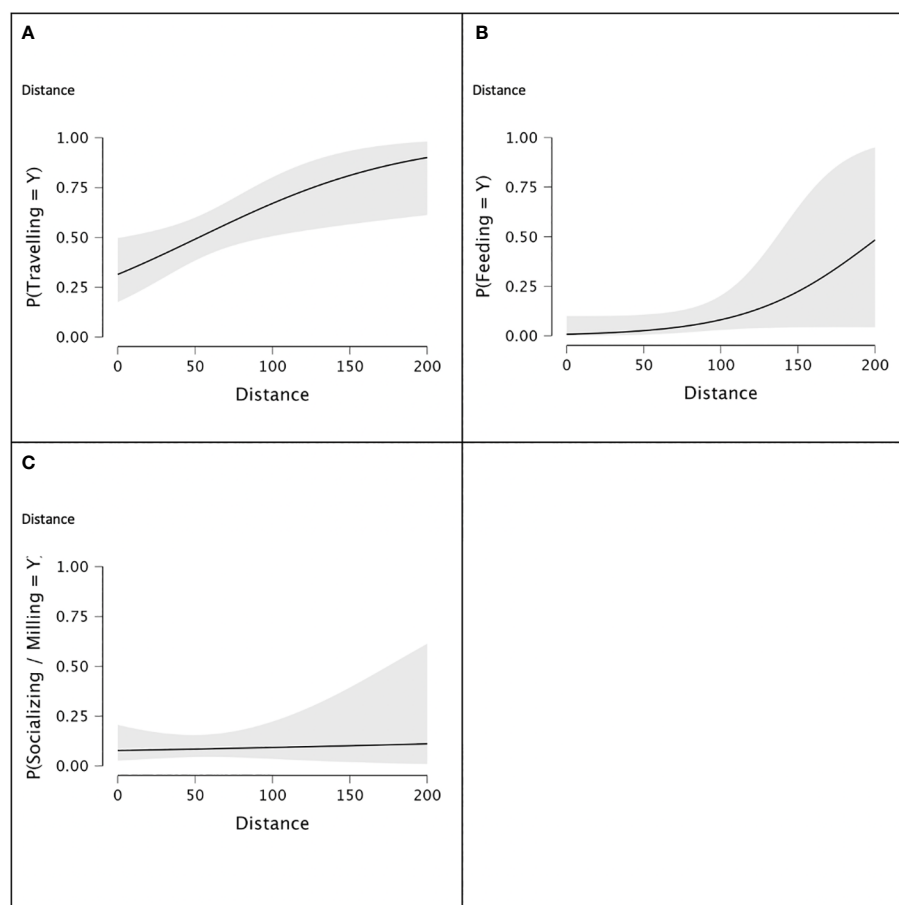 A
Distance
P(Travelling = Y)
1.00
0.75
0.50
0.25
0.00
0 50 100 150 200
Distance
B
Distance
P(Feeding = Y)
1.00
0.75
0.50
0.25
0.00
0 50 100 150 200
Distance
C
Distance
P(Socializing / Milling = Y
1.00
0.75
0.50
0.25
0.00
0 50 100 150 200
Distance